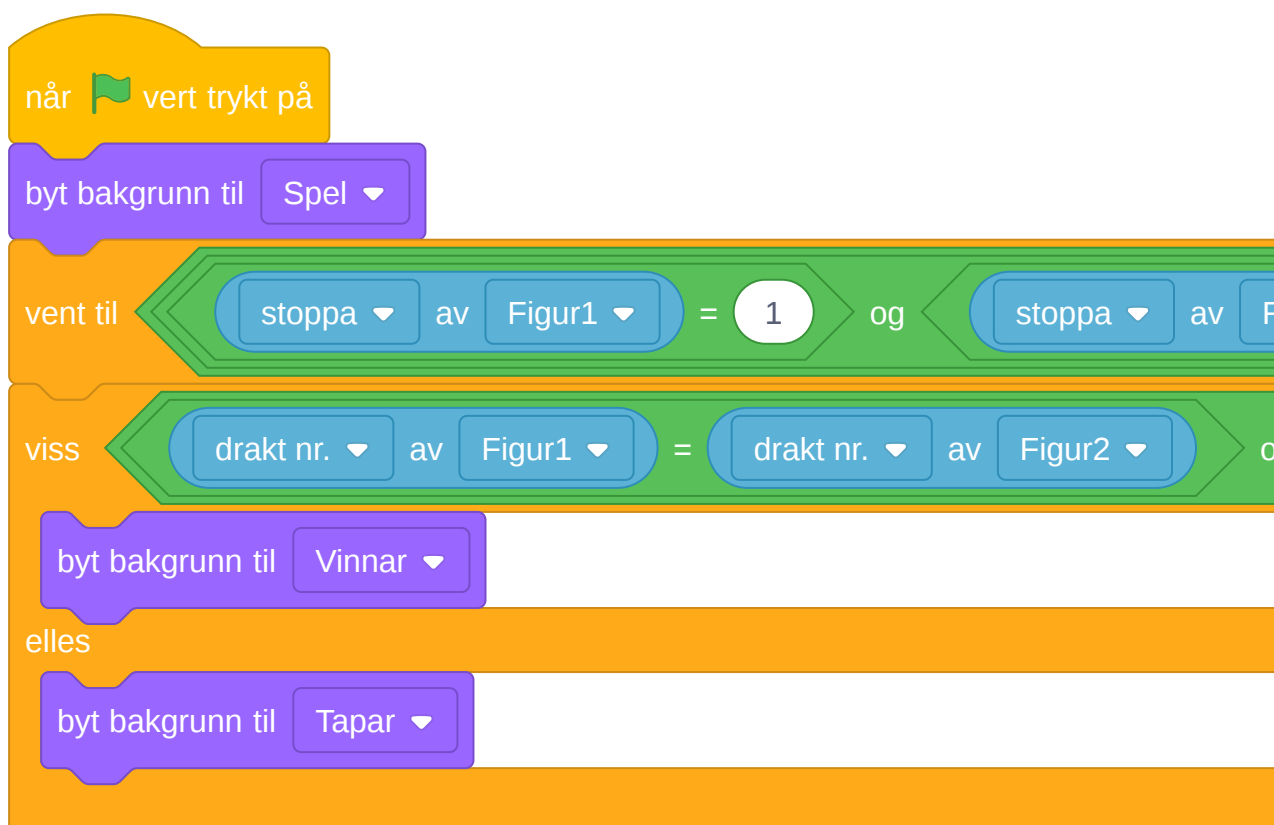 når vert trykt på
byt bakgrunn til Spel
vent til stoppa av Figur1 = 1 og stoppa av
viss drakt nr. av Figur1 = drakt nr. av Figur2
byt bakgrunn til Vinnar
elles
byt bakgrunn til Tapar